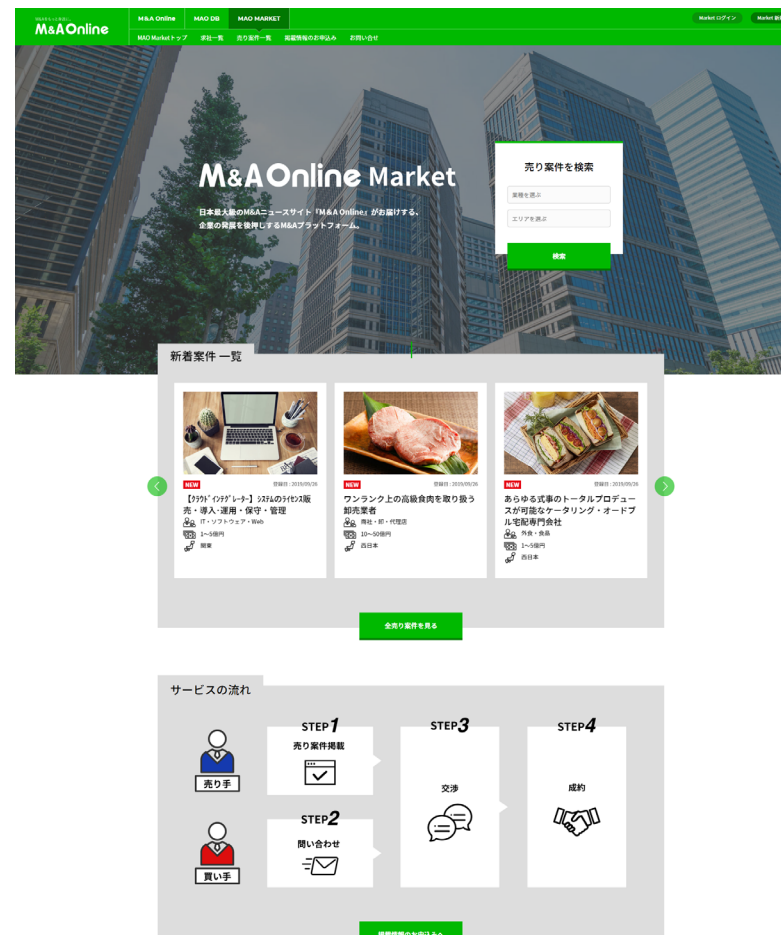 M&A Online
M&A Online
MAO DB
MAO MARKET
Market ログイン
Market
MAO Marketトップ
求社一覧
売り案件一覧
掲載情報のお申込み
お問い合せ
M&A Online Market
日本最大級のM&Aニュースサイト『M&A Online』がお届けする、
企業の発展を後押しするM&Aプラットフォーム。
売り案件を検索
業種を選ぶ
エリアを選ぶ
検索
新着案件 一覧
NEW
登録日 : 2019/09/26
【ｸﾗｳﾄﾞｲﾝﾃｸﾞﾚｰﾀｰ】ｼｽﾃﾑのﾗｲｾﾝｽ販
売・導入･運用・保守・管理
IT・ソフトウェア・Web
1〜5億円
関東
NEW
登録日 : 2019/09/26
ワンランク上の高級食肉を取り扱う
卸売業者
商社・卸・代理店
10〜50億円
西日本
NEW
登録日 : 2019/09/26
あらゆる式事のトータルプロデュー
スが可能なケータリング・オードブ
ル宅配専門会社
外食・食品
1〜5億円
西日本
全売り案件を見る
サービスの流れ
売り手
買い手
STEP1
売り案件掲載
STEP2
問い合わせ
STEP3
交渉
STEP4
成約
掲載情報のお申込みへ